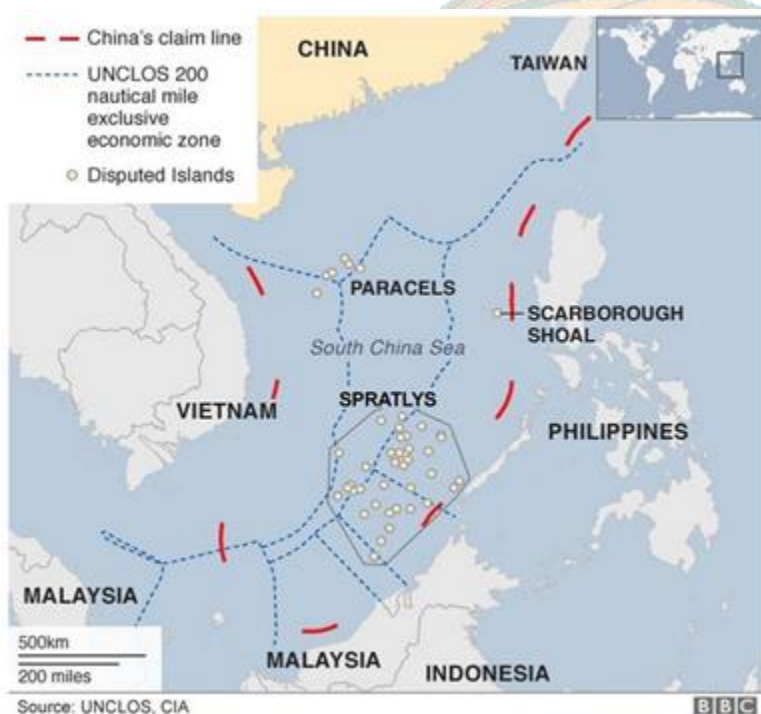 China's claim line
UNCLOS 200
nautical mile
exclusive
economic zone
Disputed Islands
CHINA
TAIWAN
PARACELS
SCARBOROUGH
SHOAL
South China Sea
SPRATLYS
VIETNAM
PHILIPPINES
MALAYSIA
500km
200 miles
MALAYSIA
INDONESIA
Source: UNCLOS, CIA
BBC